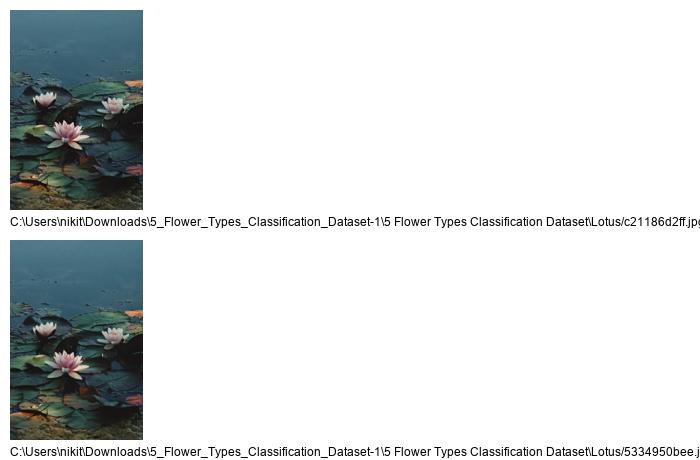 C:\Users\nikit\Downloads\5_Flower_Types_Classification_Dataset-1\5 Flower Types Classification Dataset\Lotus/c21186d2ff.jpg
C:\Users\nikit\Downloads\5_Flower_Types_Classification_Dataset-1\5 Flower Types Classification Dataset\Lotus/5334950bee.j